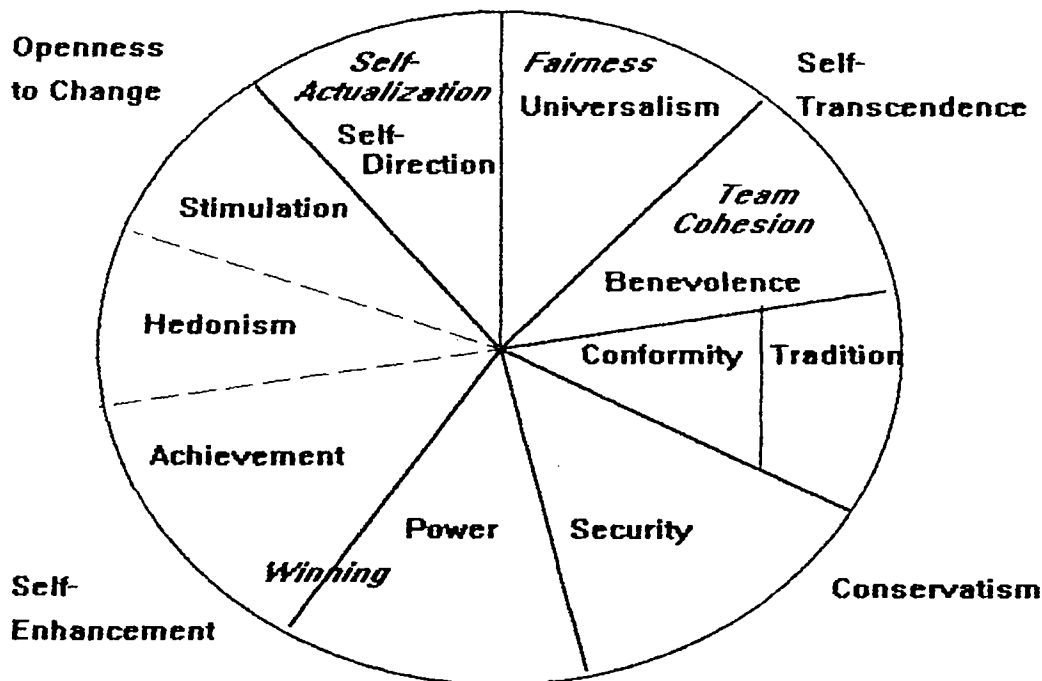 Openness
to Change
Self-
Actualization
Self-
Direction
Fairness
Universalism
Self-
Transcendence
Stimulation
Team
Cohesion
Benevolence
Hedonism
Conformity
Tradition
Achievement
Power
Security
Winning
Self-
Enhancement
Conservatism